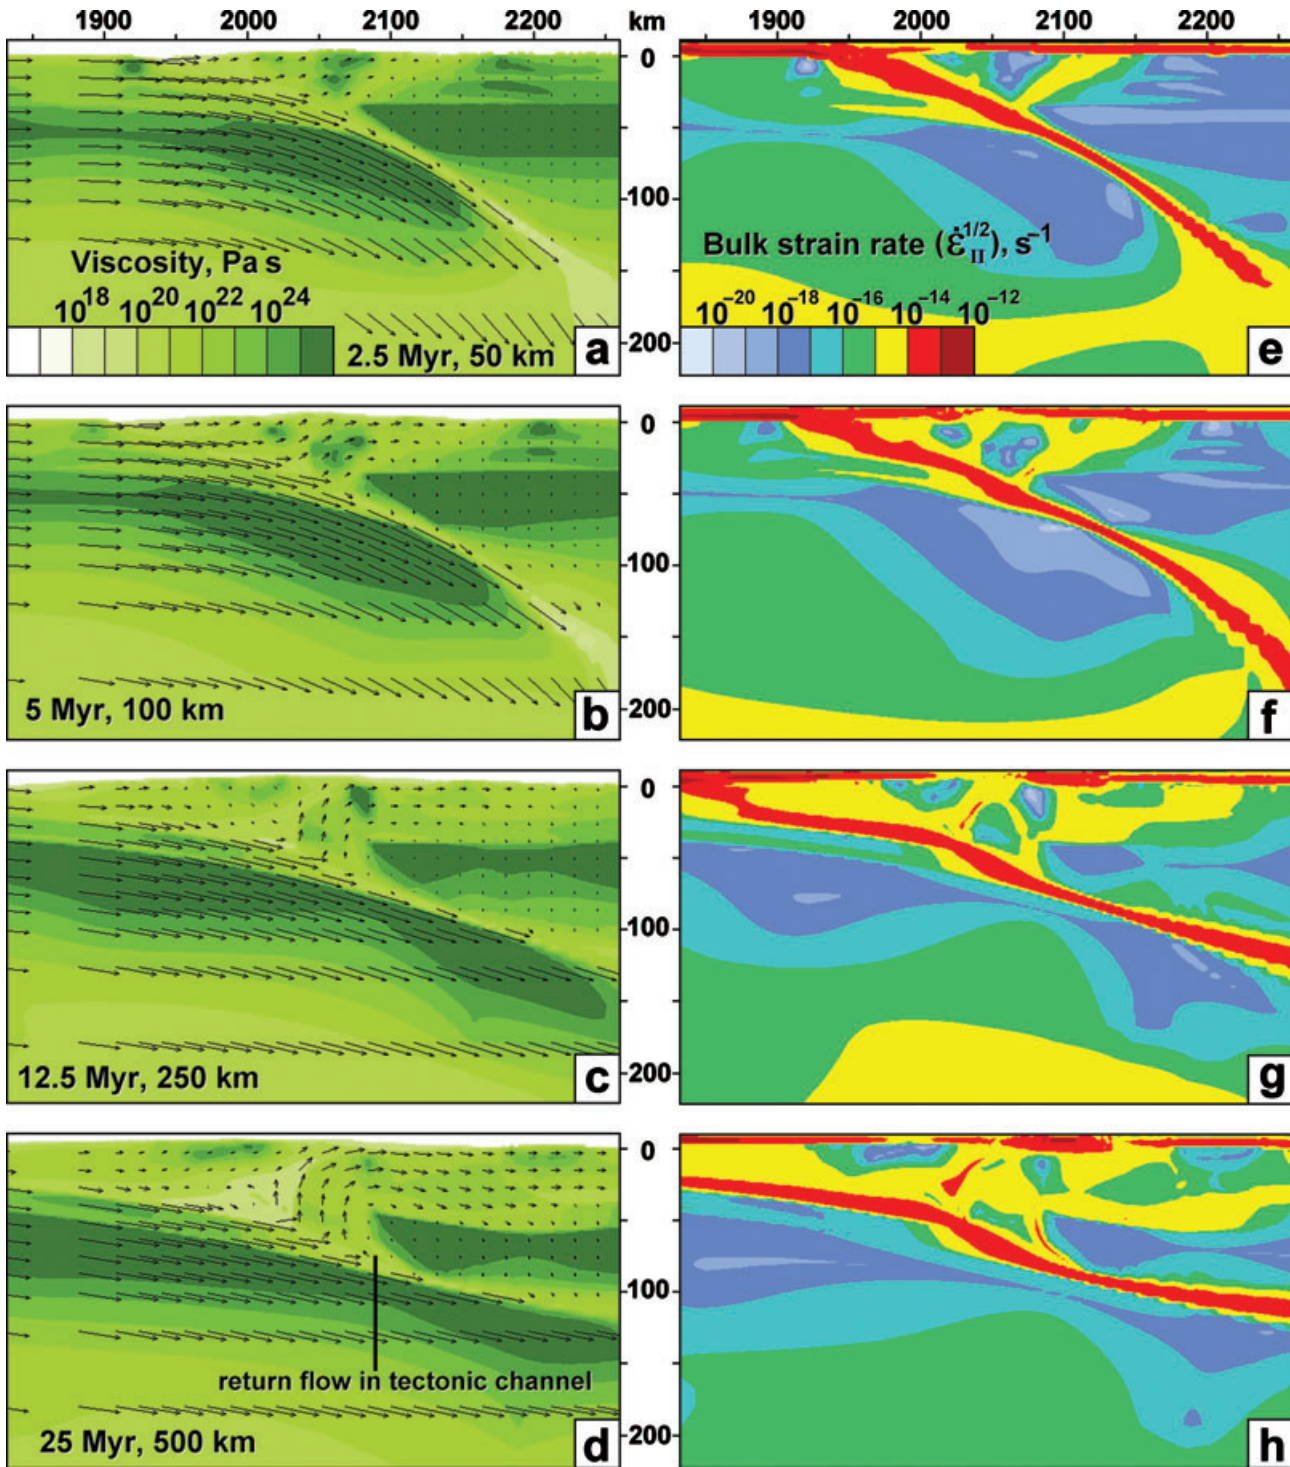 1900 2000 2100 2200 km 1900 2000 2100 2200
0
100
200
Viscosity, Pa s
10^18 10^20 10^22 10^24
2.5 Myr, 50 km
a
Bulk strain rate (ε̇_II^1/2), s^−1
10^−20 10^−18 10^−16 10^−14 10^−12
e
0
100
200
5 Myr, 100 km
b
f
0
100
200
12.5 Myr, 250 km
c
g
0
100
200
return flow in tectonic channel
25 Myr, 500 km
d
h